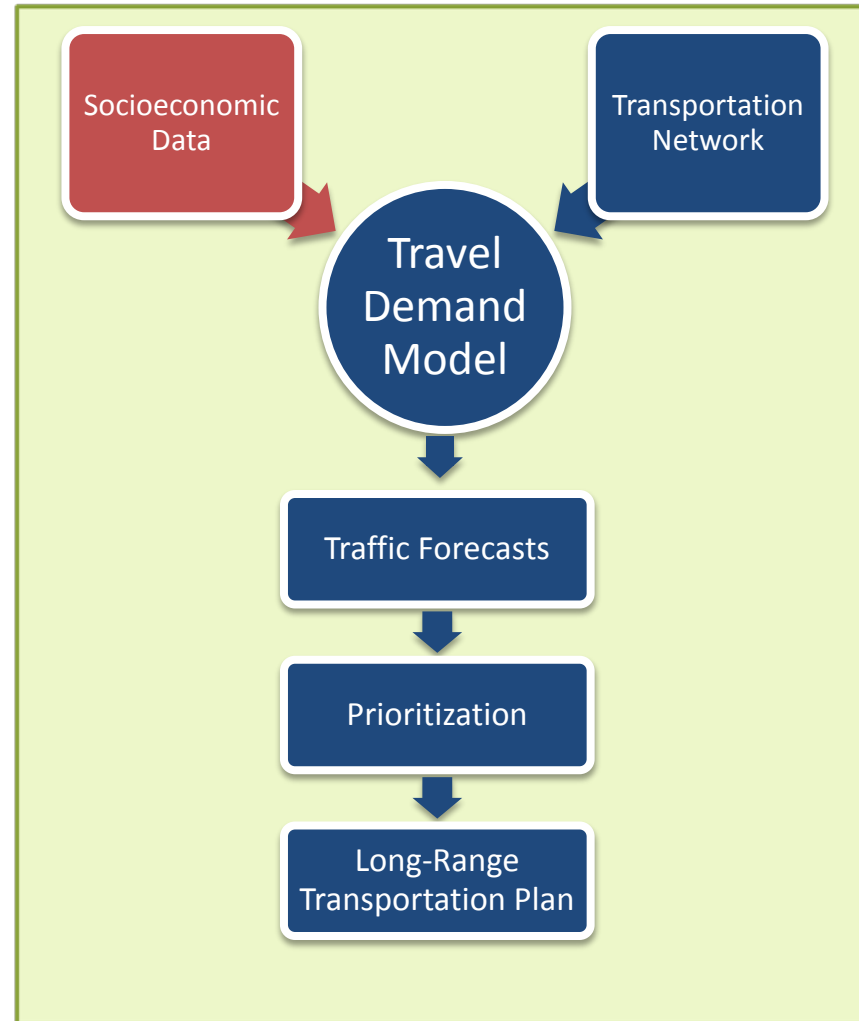 Socioeconomic
Data
Transportation
Network
Travel
Demand
Model
Traffic Forecasts
Prioritization
Long-Range
Transportation Plan